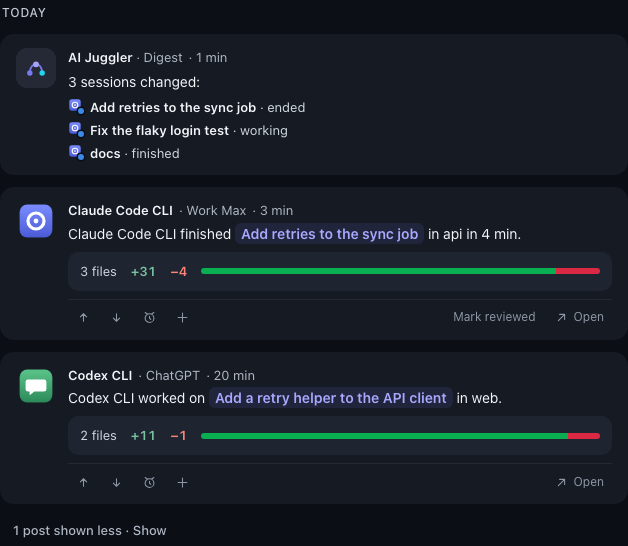 TODAY
AI Juggler · Digest · 1 min
3 sessions changed:
Add retries to the sync job · ended
Fix the flaky login test · working
docs · finished
Claude Code CLI · Work Max · 3 min
Claude Code CLI finished Add retries to the sync job in api in 4 min.
3 files +31 −4
Mark reviewed Open
Codex CLI · ChatGPT · 20 min
Codex CLI worked on Add a retry helper to the API client in web.
2 files +11 −1
Open
1 post shown less · Show